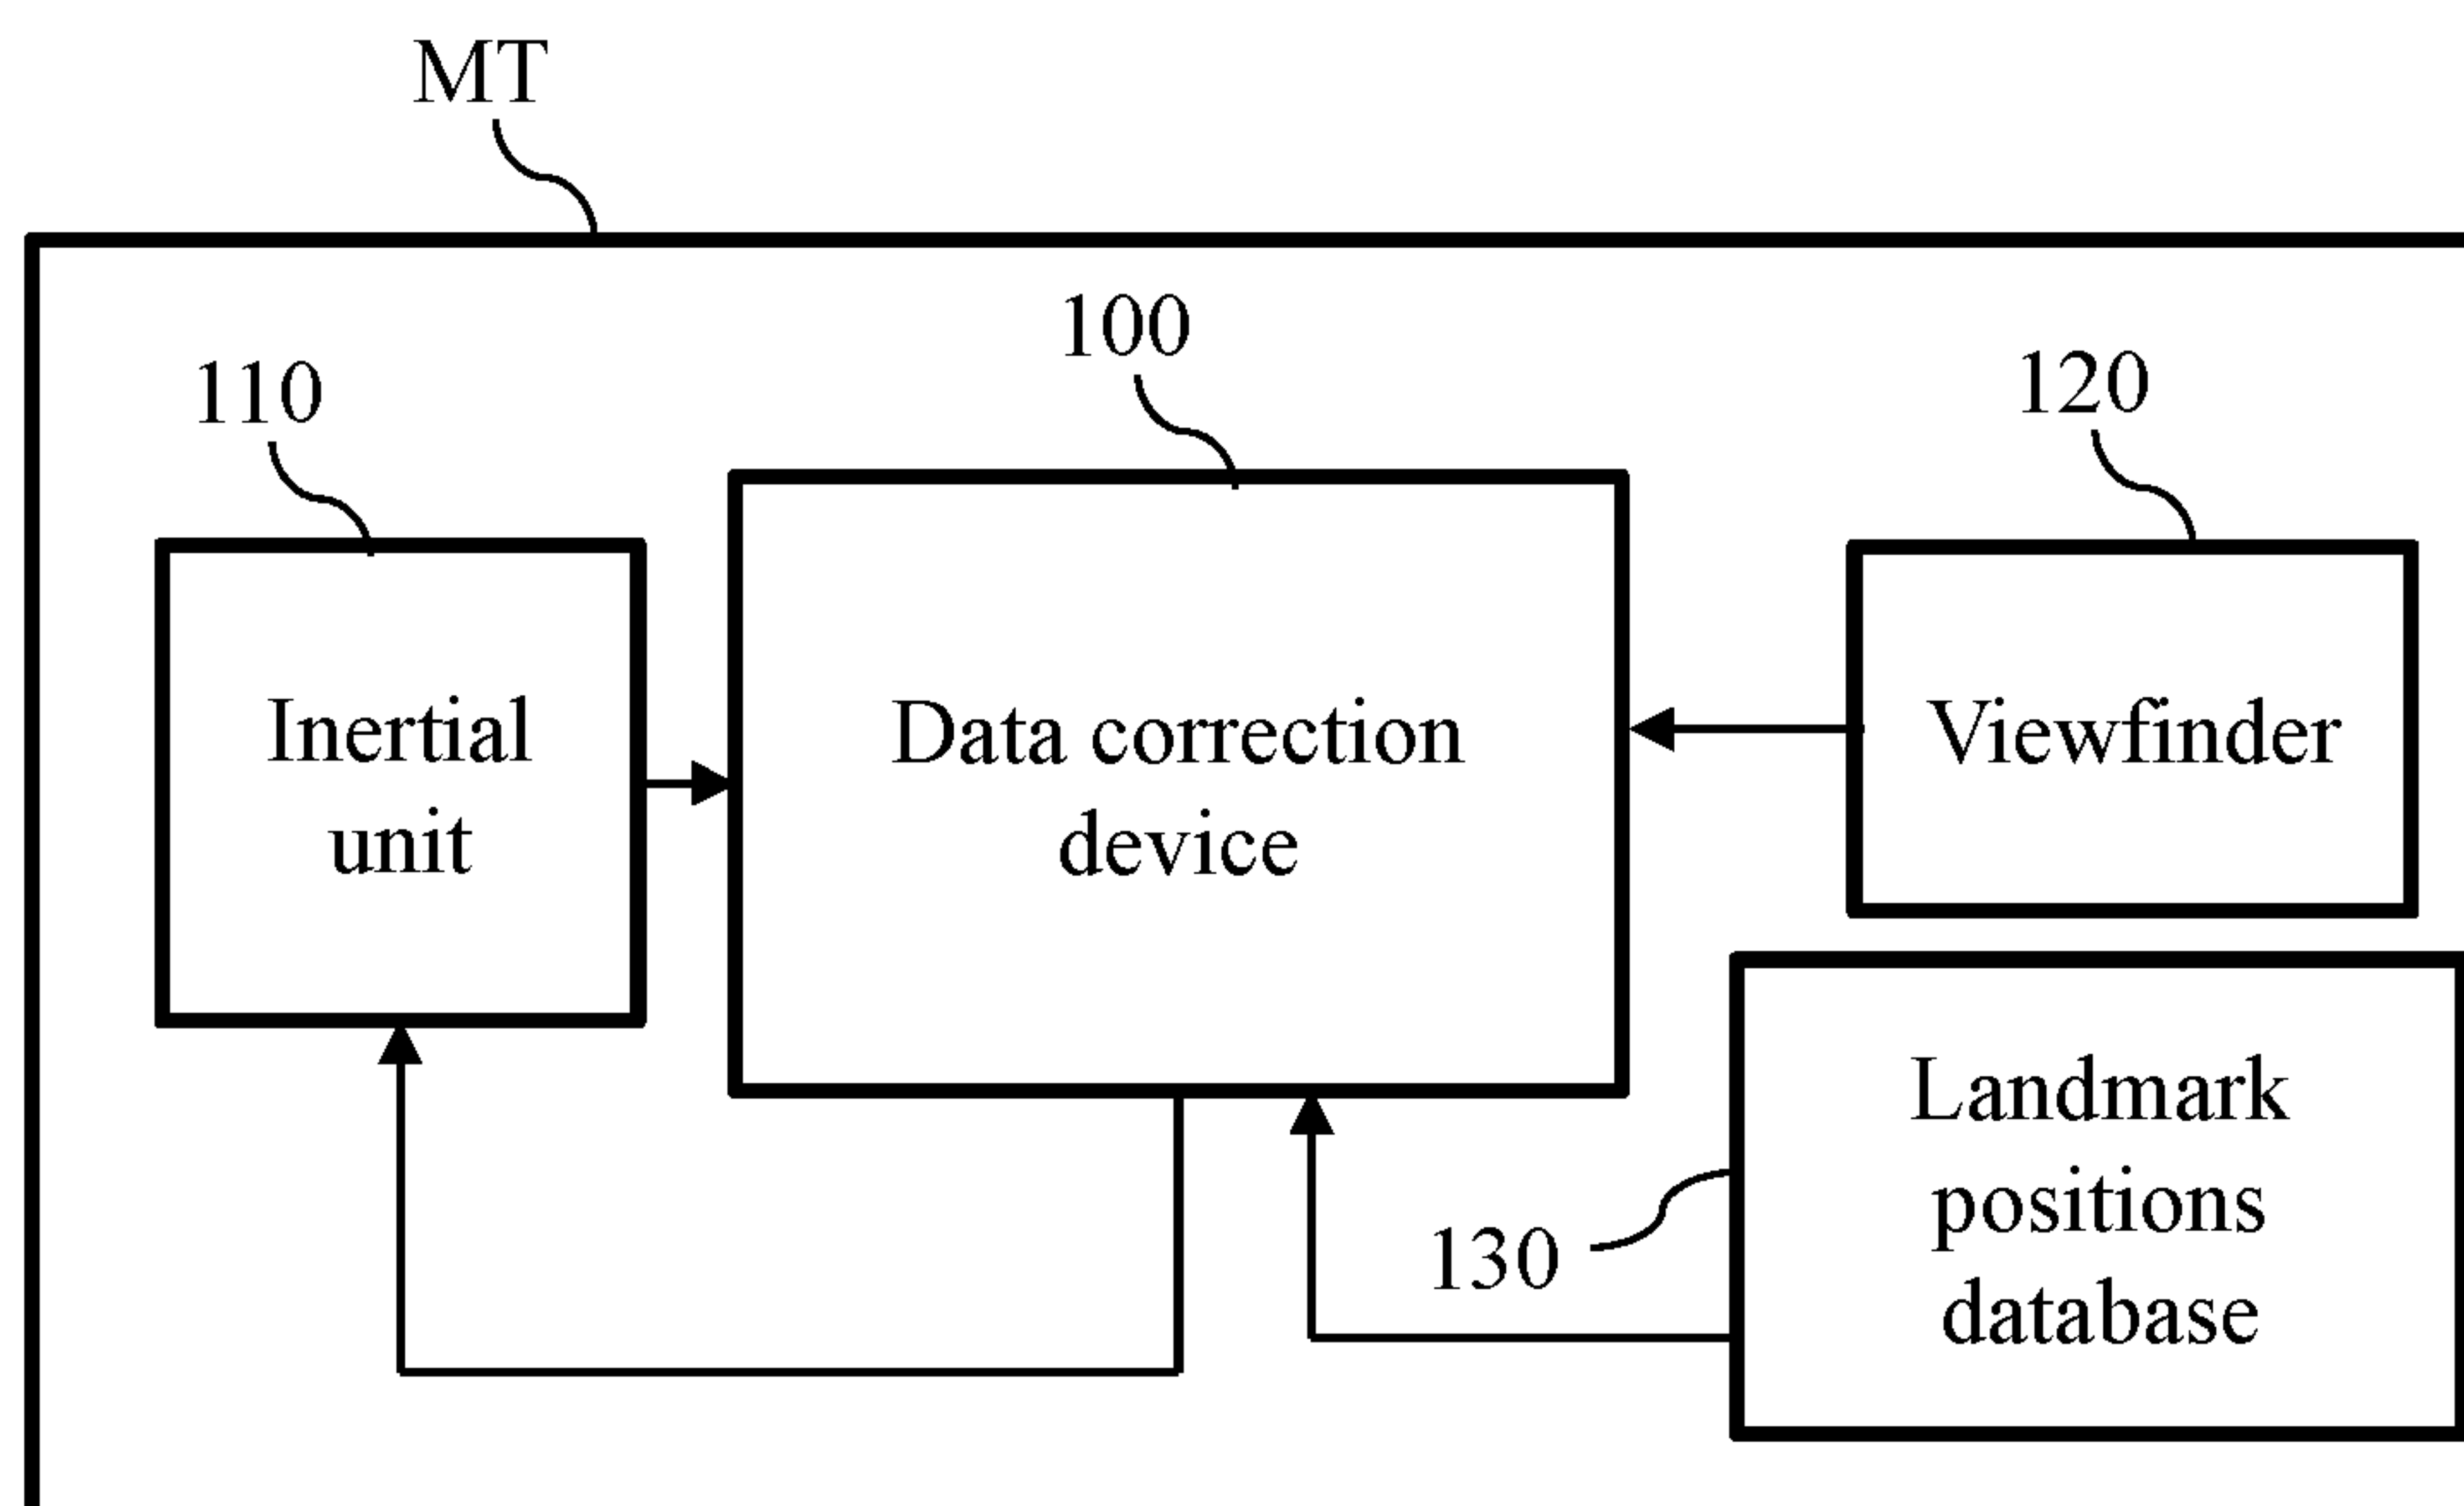 MT
100
110
120
Inertial
unit
Data correction
device
Viewfinder
Landmark
positions
database
130